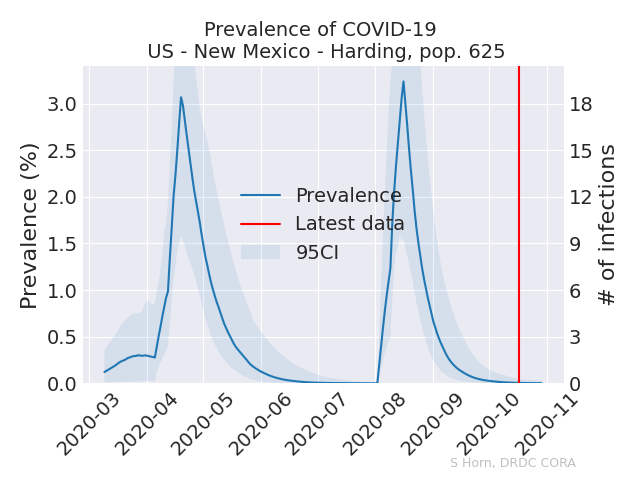 Prevalence of COVID-19
US - New Mexico - Harding, pop. 625
Prevalence (%)
3.0
2.5
2.0
1.5
1.0
0.5
0.0
18
15
12
9
6
3
0
# of infections
Prevalence
Latest data
95CI
2020-03
2020-04
2020-05
2020-06
2020-07
2020-08
2020-09
2020-10
2020-11
S Horn, DRDC CORA